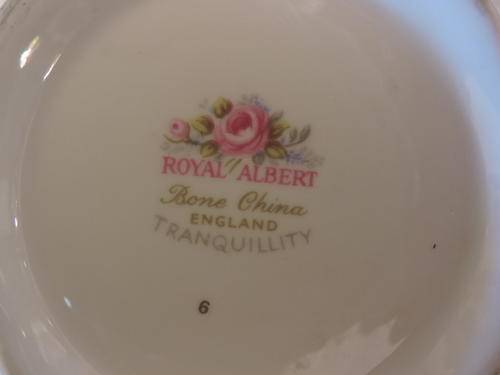 ROYAL ALBERT
Bone China
ENGLAND
TRANQUILLITY
6